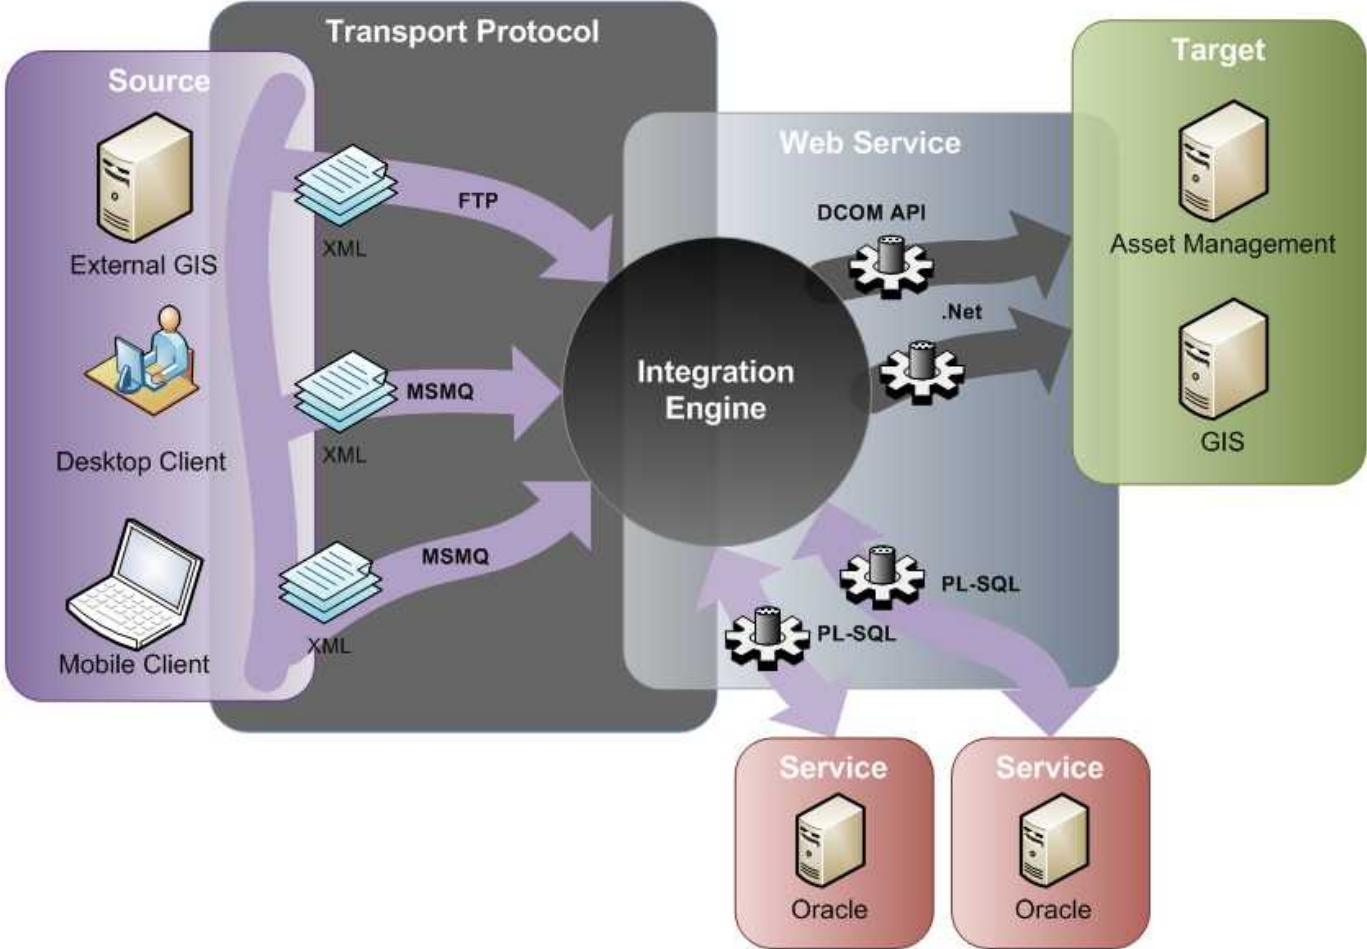 Transport Protocol
Source
Target
Web Service
FTP
DCOM API
XML
External GIS
Asset Management
.Net
Integration
Engine
MSMQ
XML
Desktop Client
GIS
MSMQ
PL-SQL
PL-SQL
XML
Mobile Client
Service
Service
Oracle
Oracle